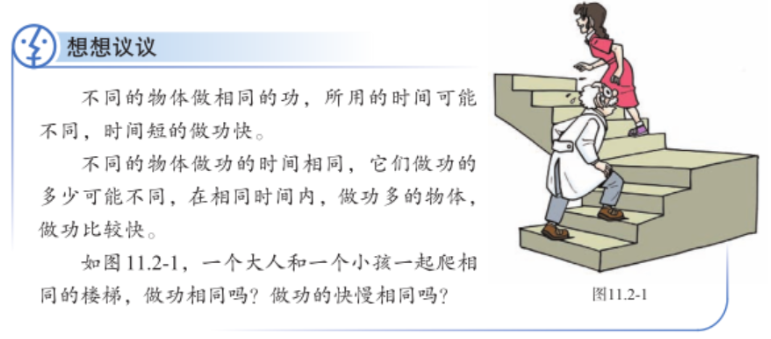 想想议议
不同的物体做相同的功，所用的时间可能
不同，时间短的做功快。
不同的物体做功的时间相同，它们做功的
多少可能不同，在相同时间内，做功多的物体，
做功比较快。
如图11.2-1，一个大人和一个小孩一起爬相
同的楼梯，做功相同吗？做功的快慢相同吗？
图11.2-1